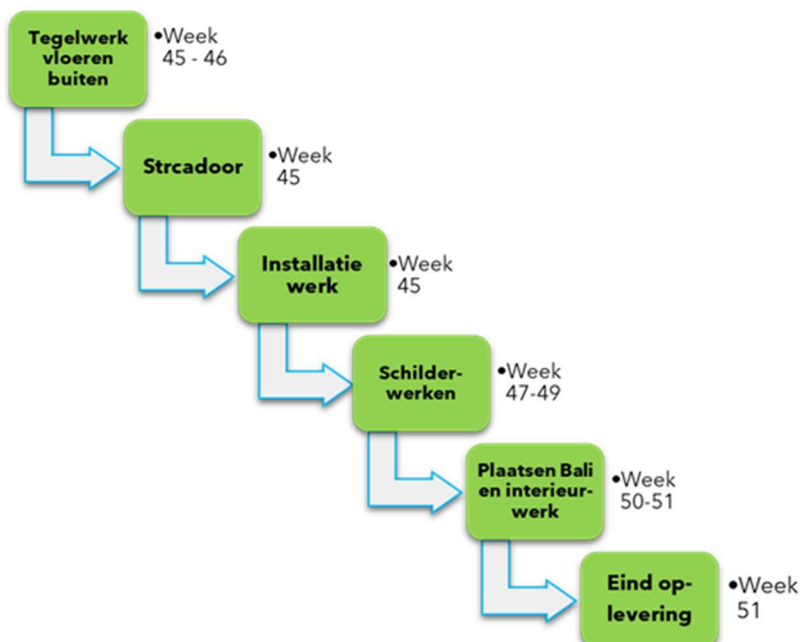 Tegelwerk
vloeren
buiten
•Week
45 - 46
Strcadoor
•Week
45
Installatie
werk
•Week
45
Schilder-
werken
•Week
47-49
Plaatsen Bali
en interieur-
werk
•Week
50-51
Eind op-
levering
•Week
51